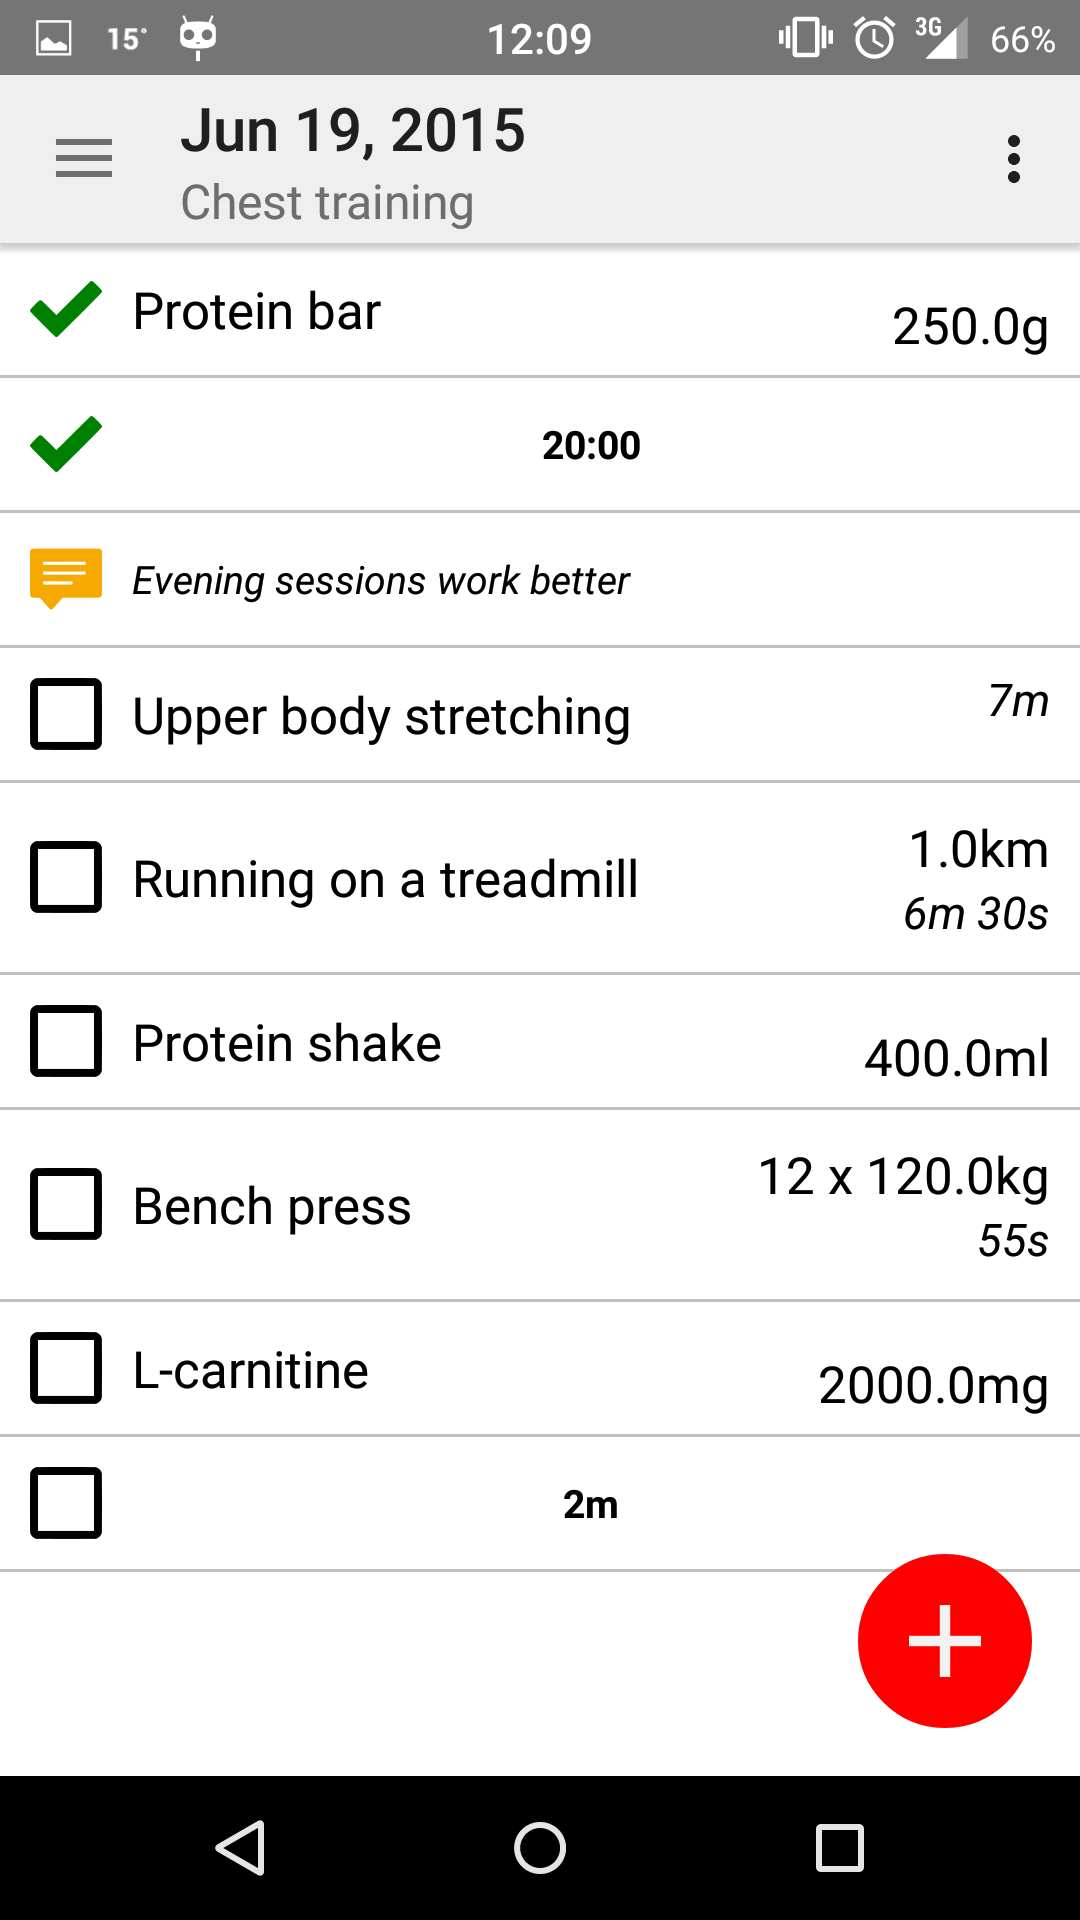 15° 12:09 3G 66%
Jun 19, 2015
Chest training
Protein bar 250.0g
20:00
Evening sessions work better
Upper body stretching 7m
Running on a treadmill 1.0km
6m 30s
Protein shake 400.0ml
Bench press 12 x 120.0kg
55s
L-carnitine 2000.0mg
2m